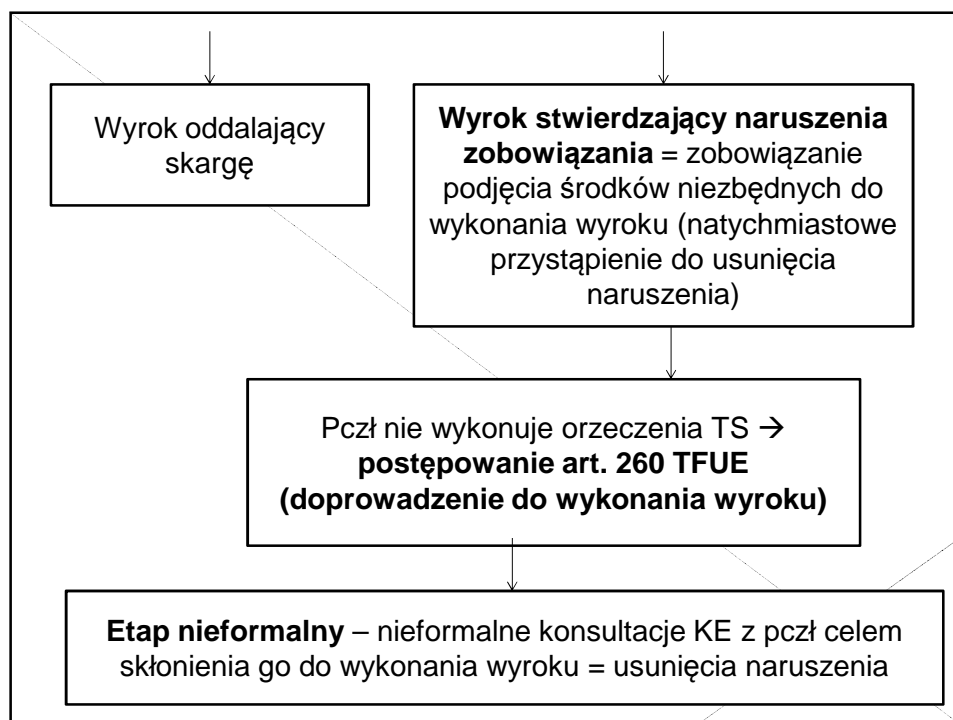 Wyrok oddalający
skargę
Wyrok stwierdzający naruszenia
zobowiązania = zobowiązanie
podjęcia środków niezbędnych do
wykonania wyroku (natychmiastowe
przystąpienie do usunięcia
naruszenia)
Pczł nie wykonuje orzeczenia TS →
postępowanie art. 260 TFUE
(doprowadzenie do wykonania wyroku)
Etap nieformalny – nieformalne konsultacje KE z pczł celem
skłonienia go do wykonania wyroku = usunięcia naruszenia